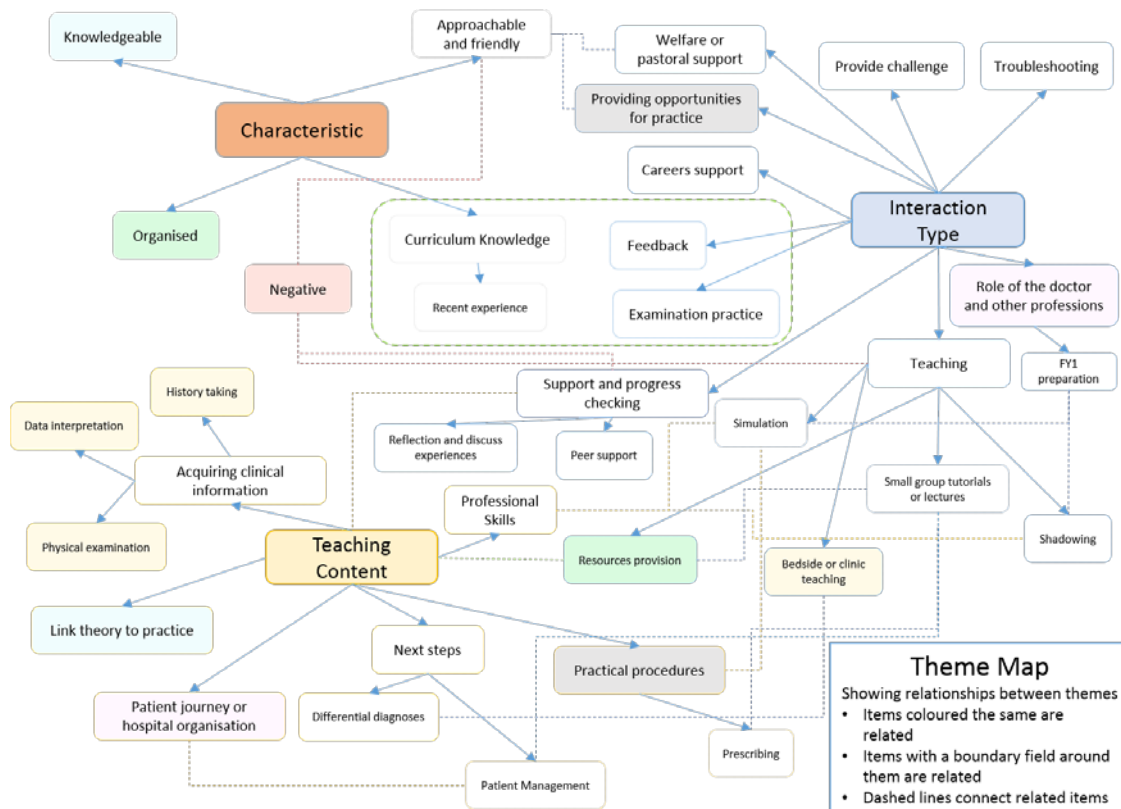 Knowledgeable
Approachable
and friendly
Welfare or
pastoral support
Provide challenge
Troubleshooting
Providing opportunities
for practice
Characteristic
Careers support
Interaction
Type
Organised
Curriculum Knowledge
Feedback
Negative
Recent experience
Examination practice
Role of the doctor
and other professions
Teaching
FY1
preparation
History taking
Support and progress
checking
Data interpretation
Simulation
Reflection and discuss
experiences
Peer support
Acquiring clinical
information
Small group tutorials
or lectures
Professional
Skills
Physical examination
Teaching
Content
Resources provision
Bedside or clinic
teaching
Shadowing
Link theory to practice
Next steps
Practical procedures
Patient journey or
hospital organisation
Differential diagnoses
Prescribing
Patient Management
Theme Map
Showing relationships between themes
• Items coloured the same are
related
• Items with a boundary field around
them are related
• Dashed lines connect related items